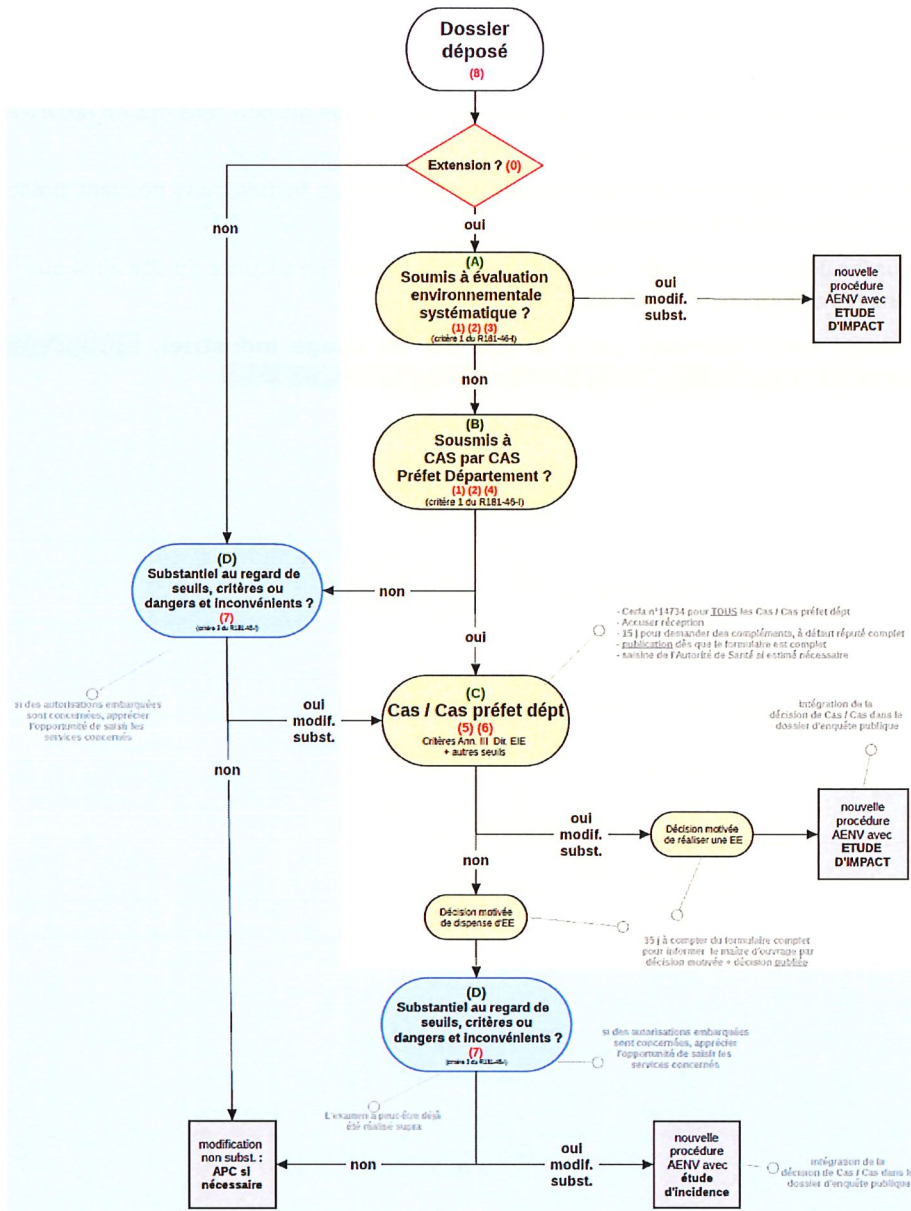 Dossier
déposé
(8)
Extension ? (0)
non
oui
(A)
Soumis à évaluation
environnementale
systématique ?
(1) (2) (3)
(critère 1 du R181-46-I)
oui
modif.
subst.
nouvelle
procédure
AENV avec
ETUDE
D'IMPACT
non
(B)
Sousmis à
CAS par CAS
Préfet Département ?
(1) (2) (4)
(critère 1 du R181-46-I)
(D)
Substantiel au regard de
seuils, critères ou
dangers et inconvénients ?
(7)
(critère 3 du R181-46-I)
non
oui
- Cerfa n°14734 pour TOUS les Cas / Cas préfet dépt
- Accuser réception
- 15 j pour demander des compléments, à défaut réputé complet
- publication dès que le formulaire est complet
- saisine de l'Autorité de Santé si estimé nécessaire
si des autorisations embarquées
sont concernées, apprécier
l'opportunité de saisir les
services concernés
oui
modif.
subst.
(C)
Cas / Cas préfet dépt
(5) (6)
Critères Ann. III Dir. EIE
+ autres seuils
intégration de la
décision de Cas / Cas dans le
dossier d'enquête publique
non
oui
modif.
subst.
Décision motivée
de réaliser une EE
nouvelle
procédure
AENV avec
ETUDE
D'IMPACT
non
Décision motivée
de dispense d'EE
35 j à compter du formulaire complet
pour informer le maître d'ouvrage par
décision motivée + décision publiée
(D)
Substantiel au regard de
seuils, critères ou
dangers et inconvénients ?
(7)
(critère 3 du R181-46-I)
si des autorisations embarquées
sont concernées, apprécier
l'opportunité de saisir les
services concernés
L'examen a peut-être déjà
été réalisé supra
modification
non subst. :
APC si
nécessaire
non
oui
modif.
subst.
nouvelle
procédure
AENV avec
étude
d'incidence
intégration de la
décision de Cas / Cas dans le
dossier d'enquête publique